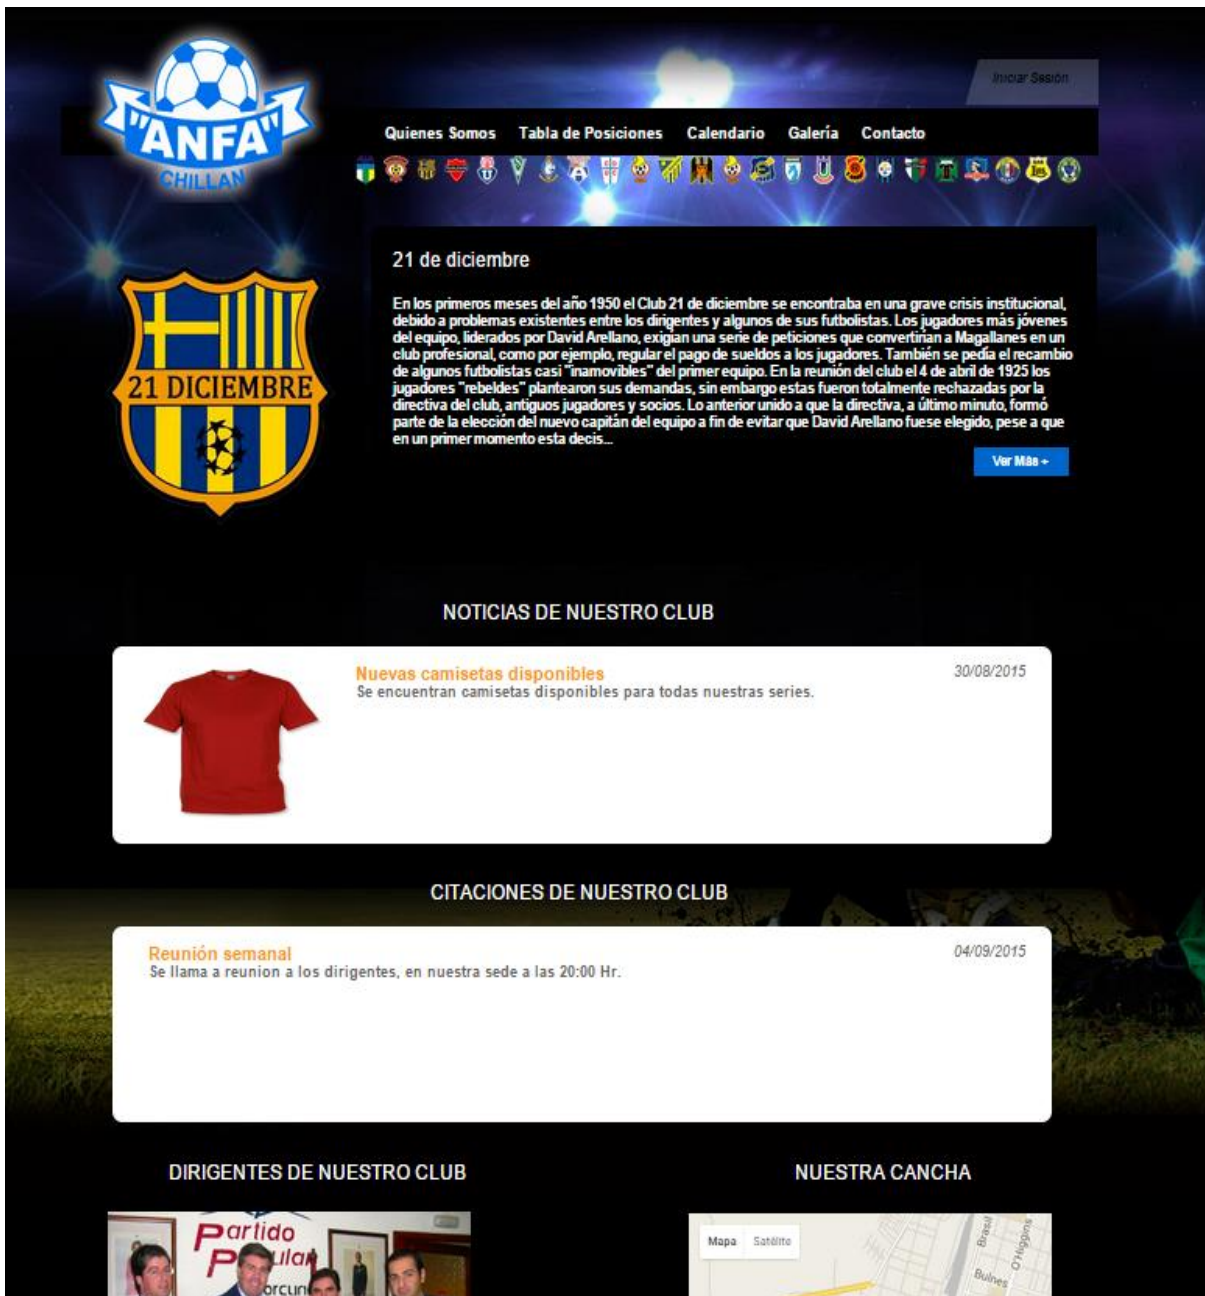 "ANFA"
CHILLAN
Iniciar Sesión
Quienes Somos Tabla de Posiciones Calendario Galería Contacto
21 DICIEMBRE
21 de diciembre
En los primeros meses del año 1950 el Club 21 de diciembre se encontraba en una grave crisis institucional,
debido a problemas existentes entre los dirigentes y algunos de sus futbolistas. Los jugadores más jóvenes
del equipo, liderados por David Arellano, exigían una serie de peticiones que convertirían a Magallanes en un
club profesional, como por ejemplo, regular el pago de sueldos a los jugadores. También se pedía el recambio
de algunos futbolistas casi "inamovibles" del primer equipo. En la reunión del club el 4 de abril de 1925 los
jugadores "rebeldes" plantearon sus demandas, sin embargo estas fueron totalmente rechazadas por la
directiva del club, antiguos jugadores y socios. Lo anterior unido a que la directiva, a último minuto, formó
parte de la elección del nuevo capitán del equipo a fin de evitar que David Arellano fuese elegido, pese a que
en un primer momento esta decis...
Ver Más +
NOTICIAS DE NUESTRO CLUB
Nuevas camisetas disponibles 30/08/2015
Se encuentran camisetas disponibles para todas nuestras series.
CITACIONES DE NUESTRO CLUB
Reunión semanal 04/09/2015
Se llama a reunion a los dirigentes, en nuestra sede a las 20:00 Hr.
DIRIGENTES DE NUESTRO CLUB NUESTRA CANCHA
Partido
Mapa Satélite
Brasil
O'Higgins
Bulnes